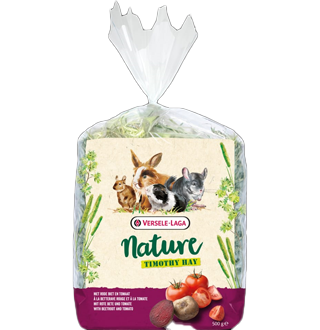 VERSELE-LAGA
Nature
TIMOTHY HAY
MET RODE BIET EN TOMAAT
À LA BETTERAVE ROUGE ET À LA TOMATE
MIT ROTE BETE UND TOMATE
WITH BEETROOT AND TOMATO
500 g e